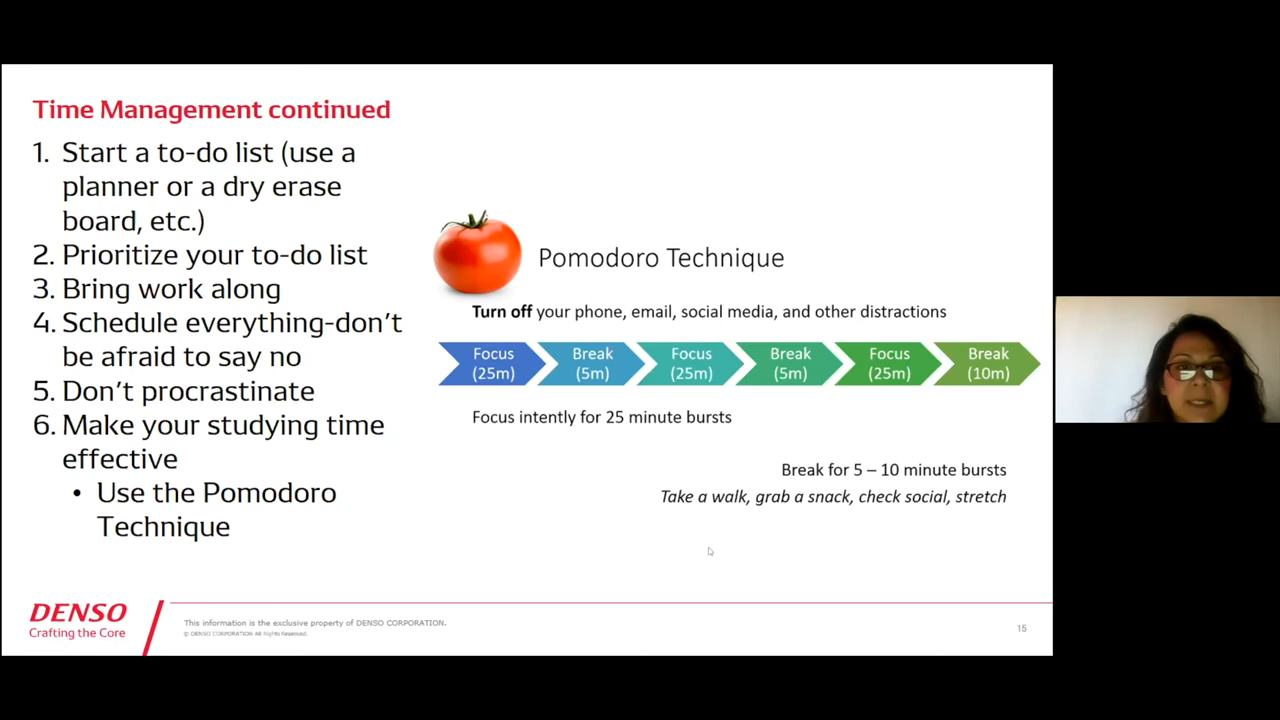 Time Management continued
1. Start a to-do list (use a
planner or a dry erase
board, etc.)
2. Prioritize your to-do list
3. Bring work along
4. Schedule everything-don't
be afraid to say no
5. Don't procrastinate
6. Make your studying time
effective
• Use the Pomodoro
Technique
Pomodoro Technique
Turn off your phone, email, social media, and other distractions
Focus
(25m)
Break
(5m)
Focus
(25m)
Break
(5m)
Focus
(25m)
Break
(10m)
Focus intently for 25 minute bursts
Break for 5 – 10 minute bursts
Take a walk, grab a snack, check social, stretch
DENSO
Crafting the Core
This information is the exclusive property of DENSO CORPORATION.
© DENSO CORPORATION All Rights Reserved.
15